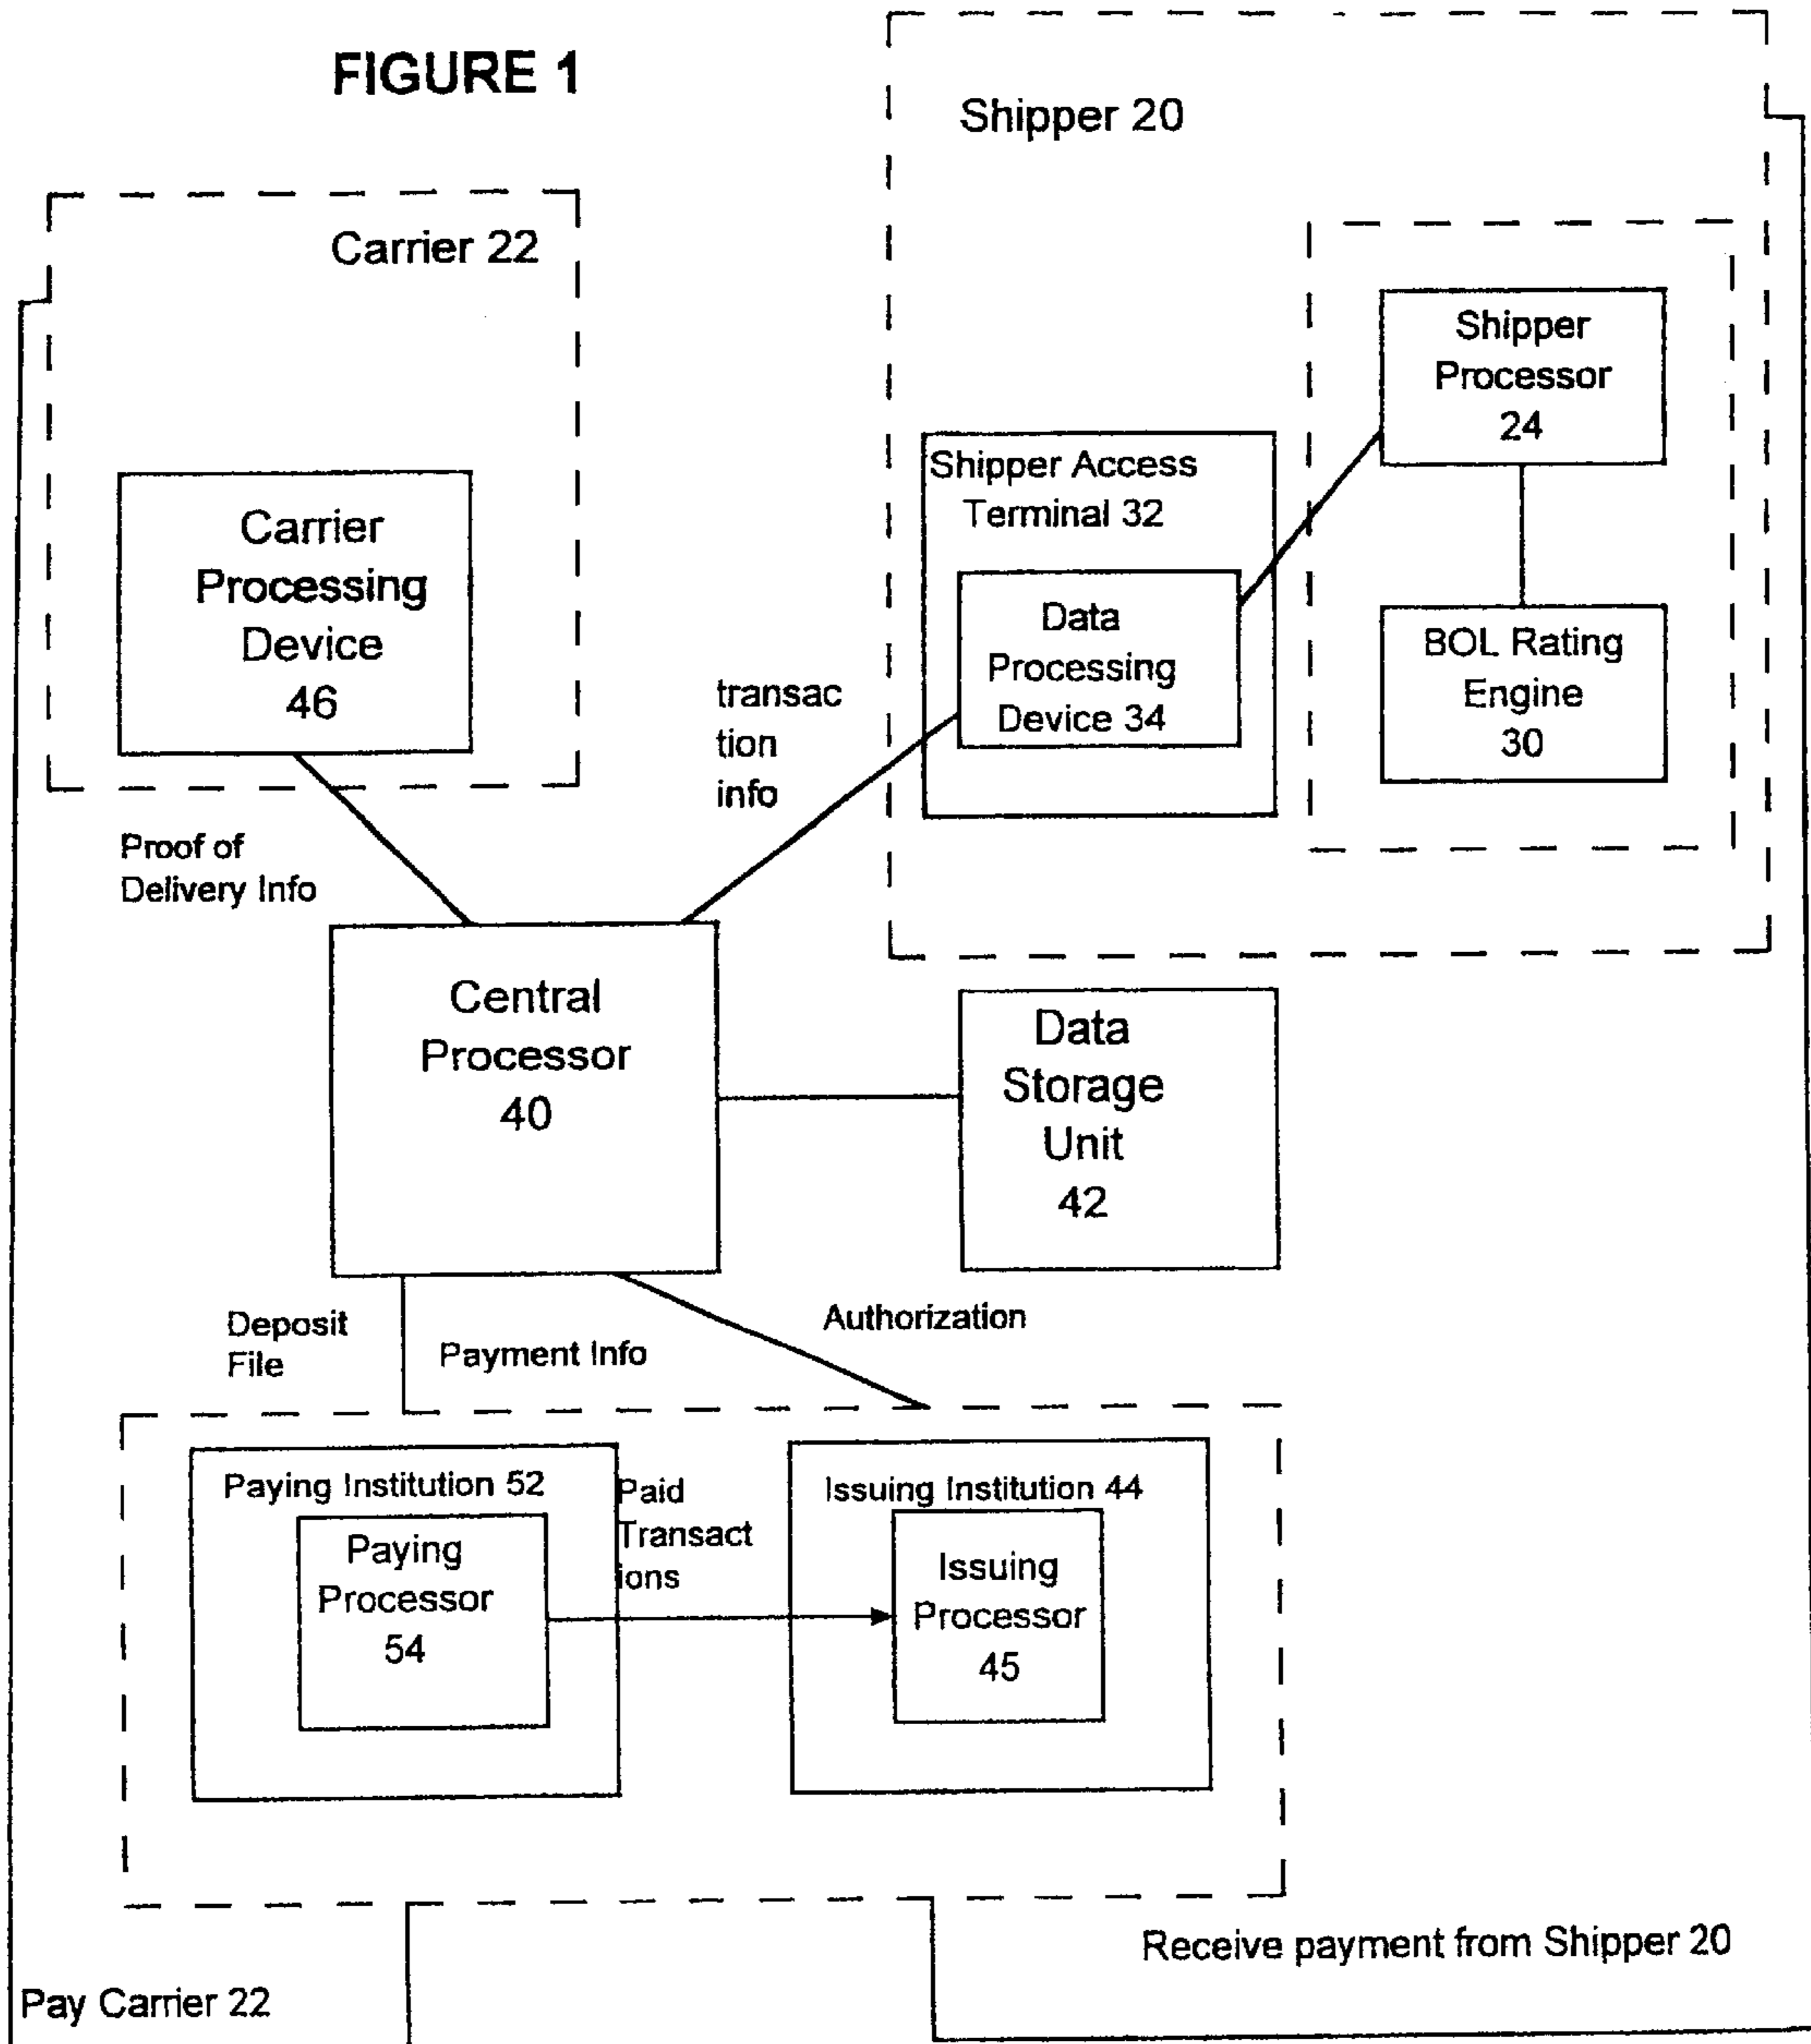 FIGURE 1
Shipper 20
Carrier 22
Shipper
Processor
24
Shipper Access
Terminal 32
Carrier
Processing
Device
46
Data
Processing
Device 34
BOL Rating
Engine
30
transac
tion
info
Proof of
Delivery Info
Central
Processor
40
Data
Storage
Unit
42
Deposit
File
Payment Info
Authorization
Paying Institution 52
Paid
Transact
ions
Issuing Institution 44
Paying
Processor
54
Issuing
Processor
45
Receive payment from Shipper 20
Pay Carrier 22